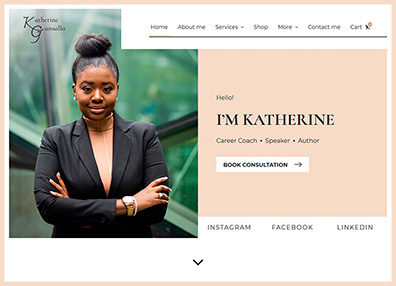 Katherine
Gansallo
Home About me Services Shop More Contact me Cart
Hello!
I'M KATHERINE
Career Coach • Speaker • Author
BOOK CONSULTATION
INSTAGRAM FACEBOOK LINKEDIN